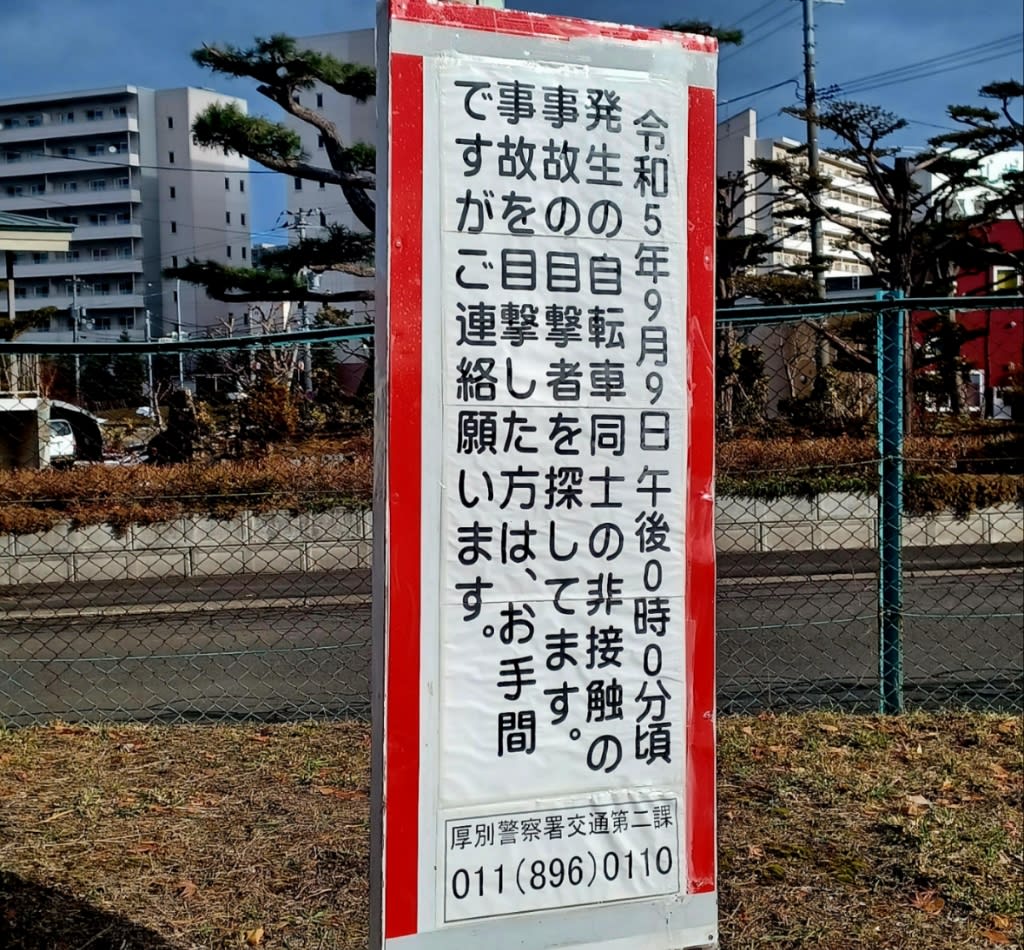 令和5年9月9日午後0時0分頃
発生の自転車同士の非接触の
事故の目撃者を探してます。
事故を目撃した方は、お手間
ですがご連絡願います。
厚別警察署交通第二課
011(896)0110